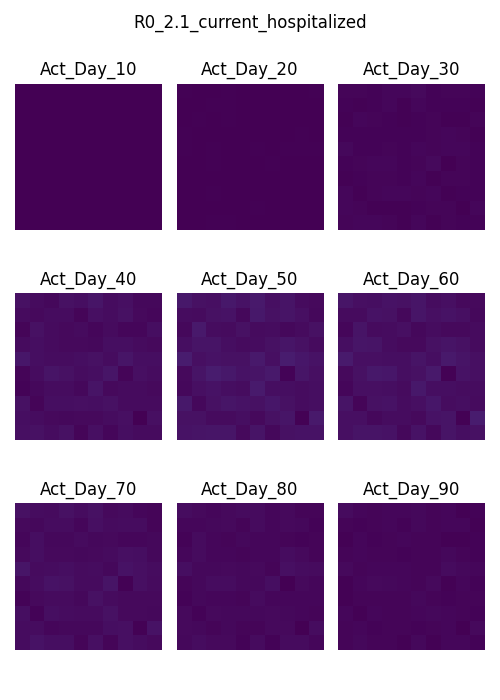 R0_2.1_current_hospitalized
Act_Day_10 Act_Day_20 Act_Day_30
Act_Day_40 Act_Day_50 Act_Day_60
Act_Day_70 Act_Day_80 Act_Day_90